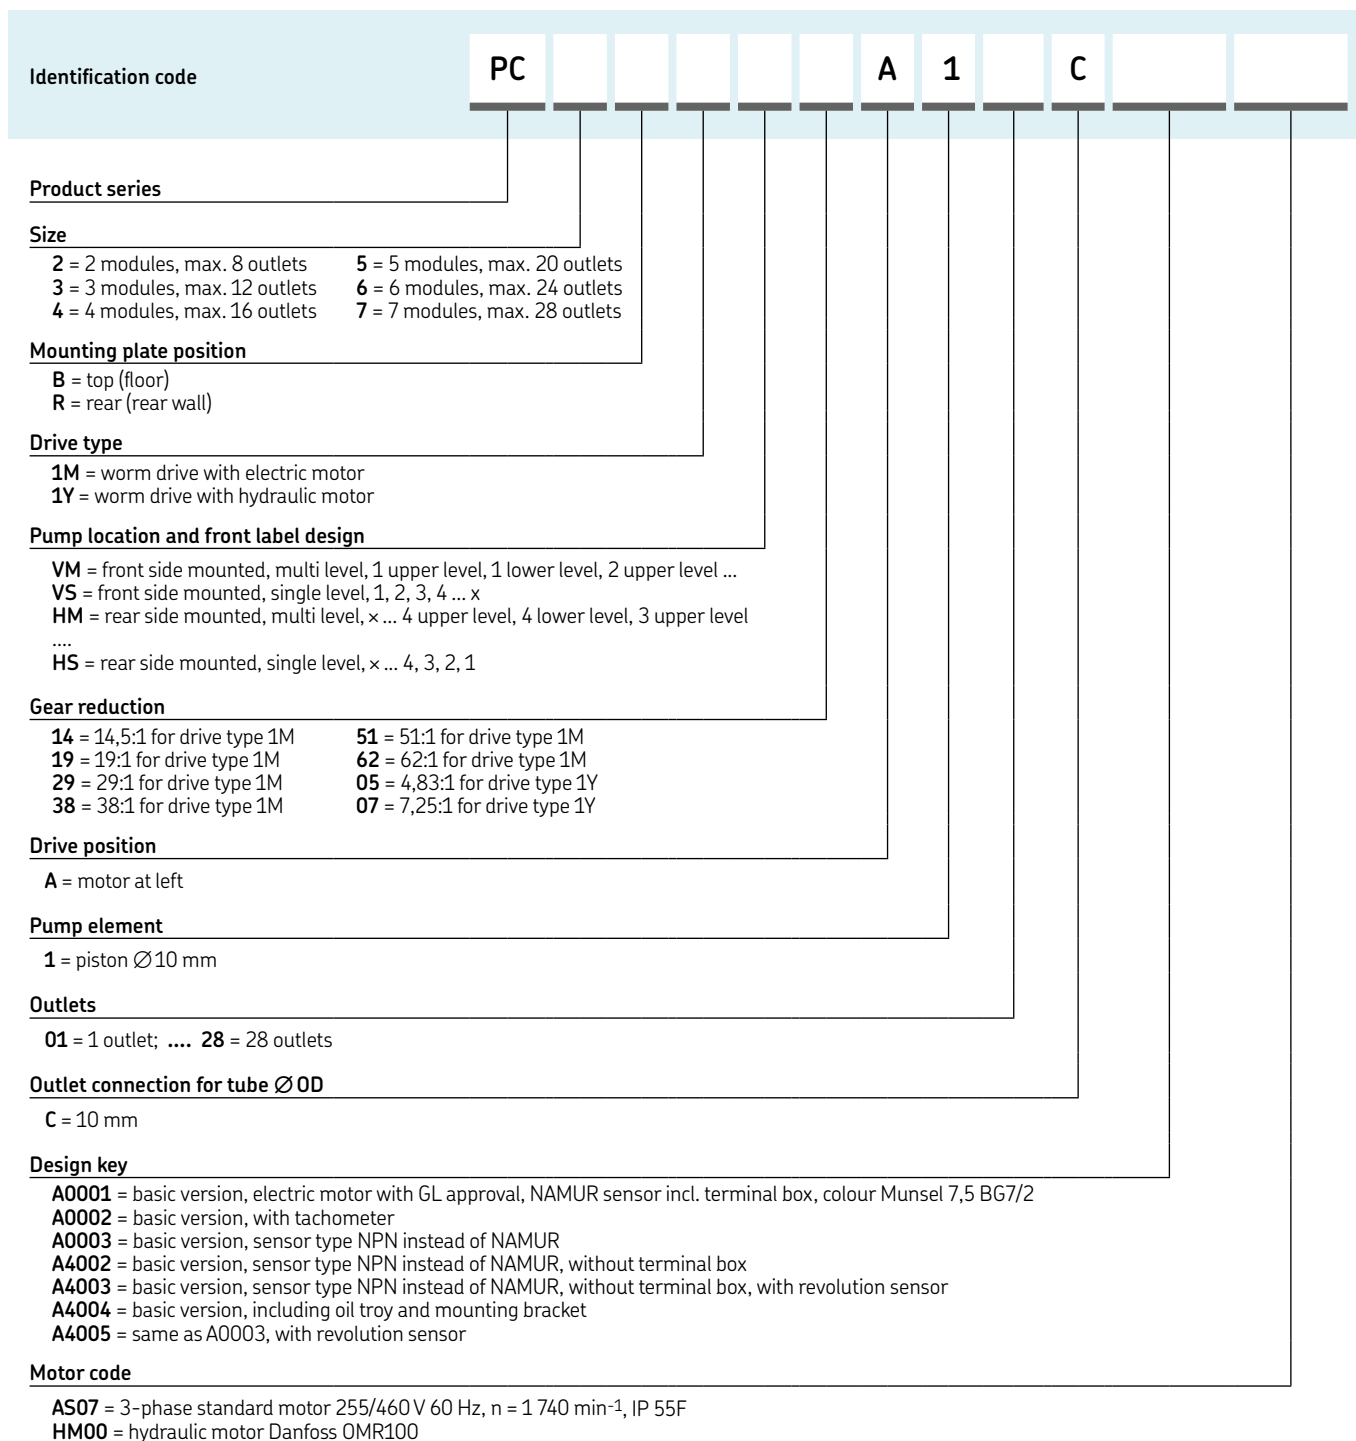 Identification code PC A 1 C
Product series
Size
2 = 2 modules, max. 8 outlets 5 = 5 modules, max. 20 outlets
3 = 3 modules, max. 12 outlets 6 = 6 modules, max. 24 outlets
4 = 4 modules, max. 16 outlets 7 = 7 modules, max. 28 outlets
Mounting plate position
B = top (floor)
R = rear (rear wall)
Drive type
1M = worm drive with electric motor
1Y = worm drive with hydraulic motor
Pump location and front label design
VM = front side mounted, multi level, 1 upper level, 1 lower level, 2 upper level ...
VS = front side mounted, single level, 1, 2, 3, 4 ... x
HM = rear side mounted, multi level, × ... 4 upper level, 4 lower level, 3 upper level
....
HS = rear side mounted, single level, × ... 4, 3, 2, 1
Gear reduction
14 = 14,5:1 for drive type 1M 51 = 51:1 for drive type 1M
19 = 19:1 for drive type 1M 62 = 62:1 for drive type 1M
29 = 29:1 for drive type 1M 05 = 4,83:1 for drive type 1Y
38 = 38:1 for drive type 1M 07 = 7,25:1 for drive type 1Y
Drive position
A = motor at left
Pump element
1 = piston ∅ 10 mm
Outlets
01 = 1 outlet; .... 28 = 28 outlets
Outlet connection for tube ∅ OD
C = 10 mm
Design key
A0001 = basic version, electric motor with GL approval, NAMUR sensor incl. terminal box, colour Munsel 7,5 BG7/2
A0002 = basic version, with tachometer
A0003 = basic version, sensor type NPN instead of NAMUR
A4002 = basic version, sensor type NPN instead of NAMUR, without terminal box
A4003 = basic version, sensor type NPN instead of NAMUR, without terminal box, with revolution sensor
A4004 = basic version, including oil troy and mounting bracket
A4005 = same as A0003, with revolution sensor
Motor code
AS07 = 3-phase standard motor 255/460 V 60 Hz, n = 1 740 min-1, IP 55F
HM00 = hydraulic motor Danfoss OMR100